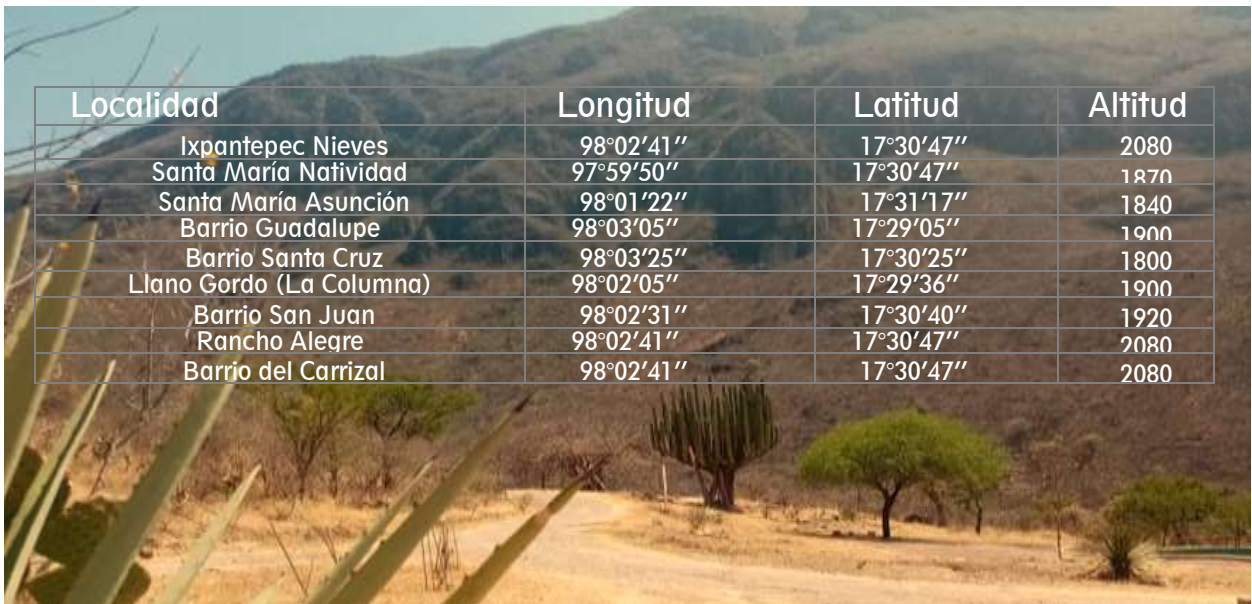 Localidad Longitud Latitud Altitud
Ixpantepec Nieves 98°02′41′′ 17°30′47′′ 2080
Santa María Natividad 97°59′50′′ 17°30′47′′ 1870
Santa María Asunción 98°01′22′′ 17°31′17′′ 1840
Barrio Guadalupe 98°03′05′′ 17°29′05′′ 1900
Barrio Santa Cruz 98°03′25′′ 17°30′25′′ 1800
Llano Gordo (La Columna) 98°02′05′′ 17°29′36′′ 1900
Barrio San Juan 98°02′31′′ 17°30′40′′ 1920
Rancho Alegre 98°02′41′′ 17°30′47′′ 2080
Barrio del Carrizal 98°02′41′′ 17°30′47′′ 2080